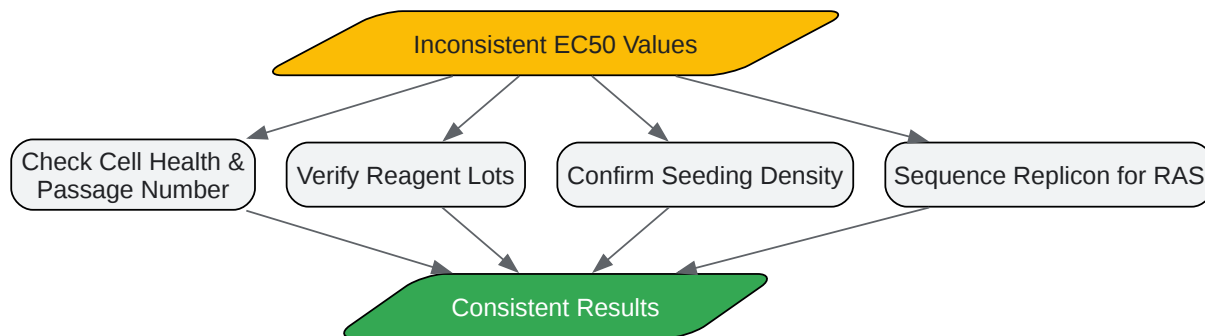 Inconsistent EC50 Values
Check Cell Health &
Passage Number
Verify Reagent Lots
Confirm Seeding Density
Sequence Replicon for RAS
Consistent Results